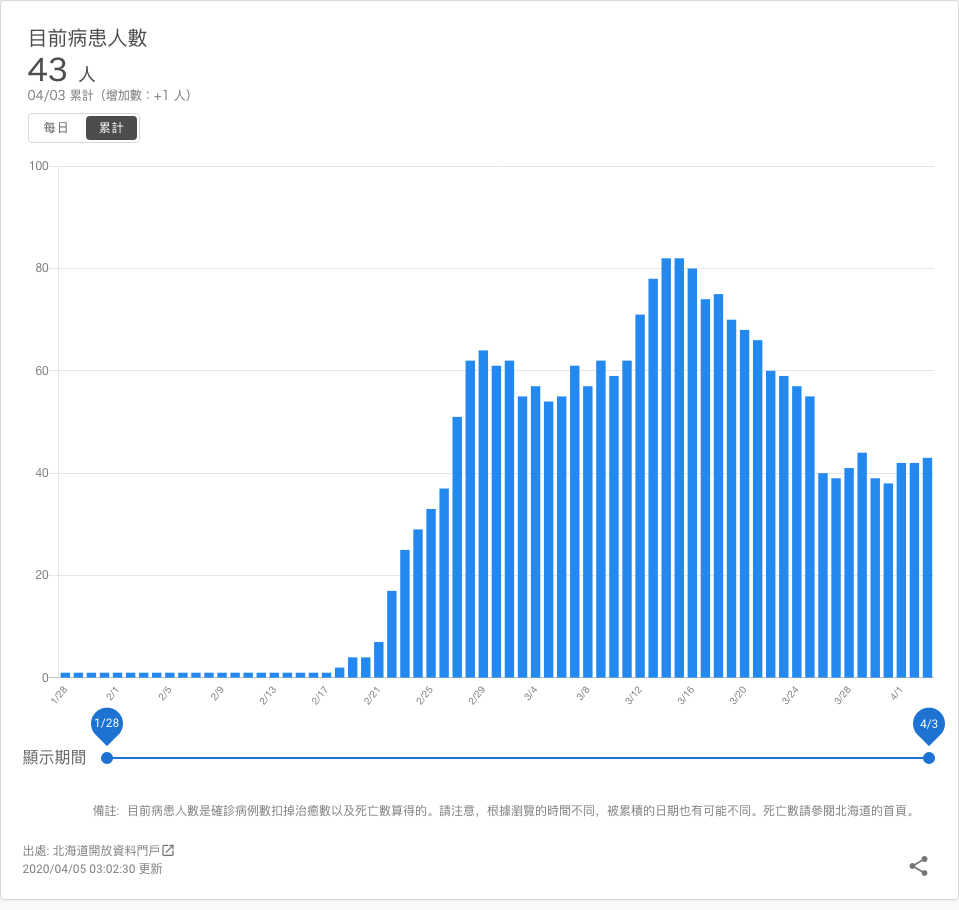 目前病患人數
43 人
04/03 累計（增加數：+1 人）
每日 累計
100
80
60
40
20
0
1/28 2/1 2/5 2/9 2/13 2/17 2/21 2/25 2/29 3/4 3/8 3/12 3/16 3/20 3/24 3/28 4/1
1/28 4/3
顯示期間
備註: 目前病患人數是確診病例數扣掉治癒數以及死亡數算得的。請注意，根據瀏覽的時間不同，被累積的日期也有可能不同。死亡數請參閱北海道的首頁。
出處: 北海道開放資料門戶
2020/04/05 03:02:30 更新